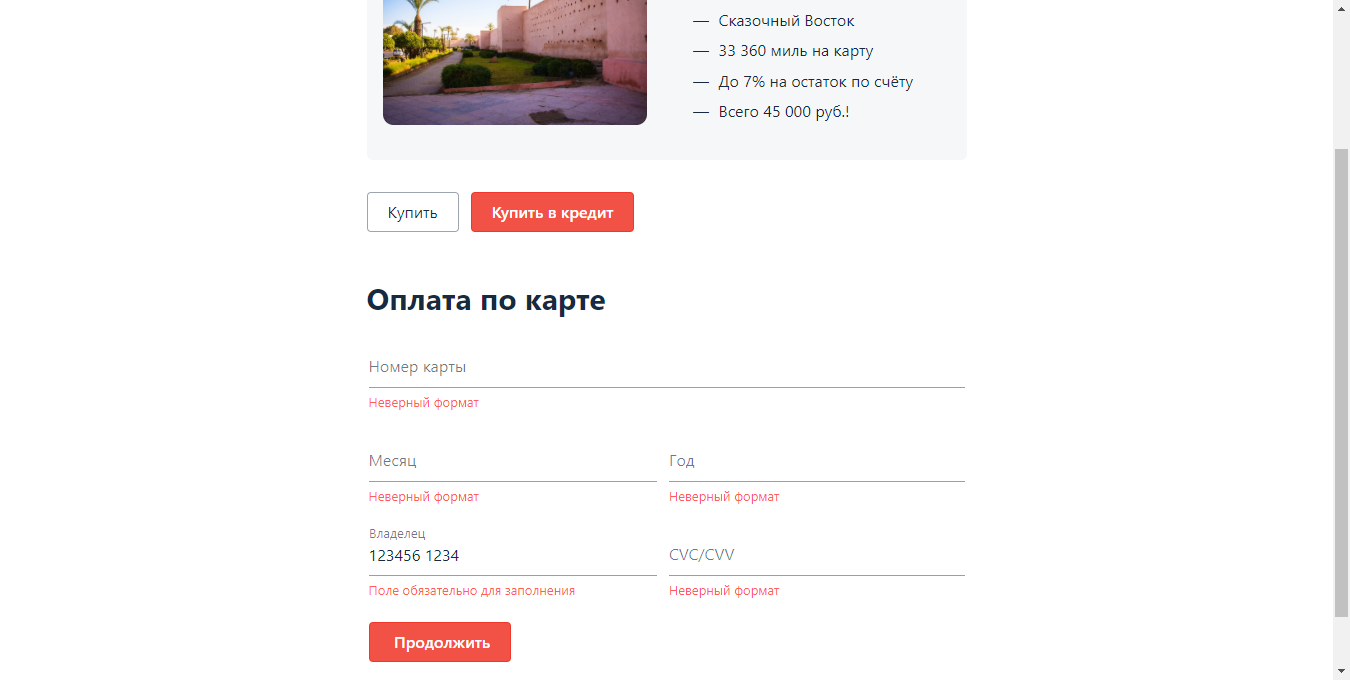 — Сказочный Восток
— 33 360 миль на карту
— До 7% на остаток по счёту
— Всего 45 000 руб.!
Купить
Купить в кредит
Оплата по карте
Номер карты
Неверный формат
Месяц
Год
Неверный формат
Неверный формат
Владелец
123456 1234
CVC/CVV
Поле обязательно для заполнения
Неверный формат
Продолжить